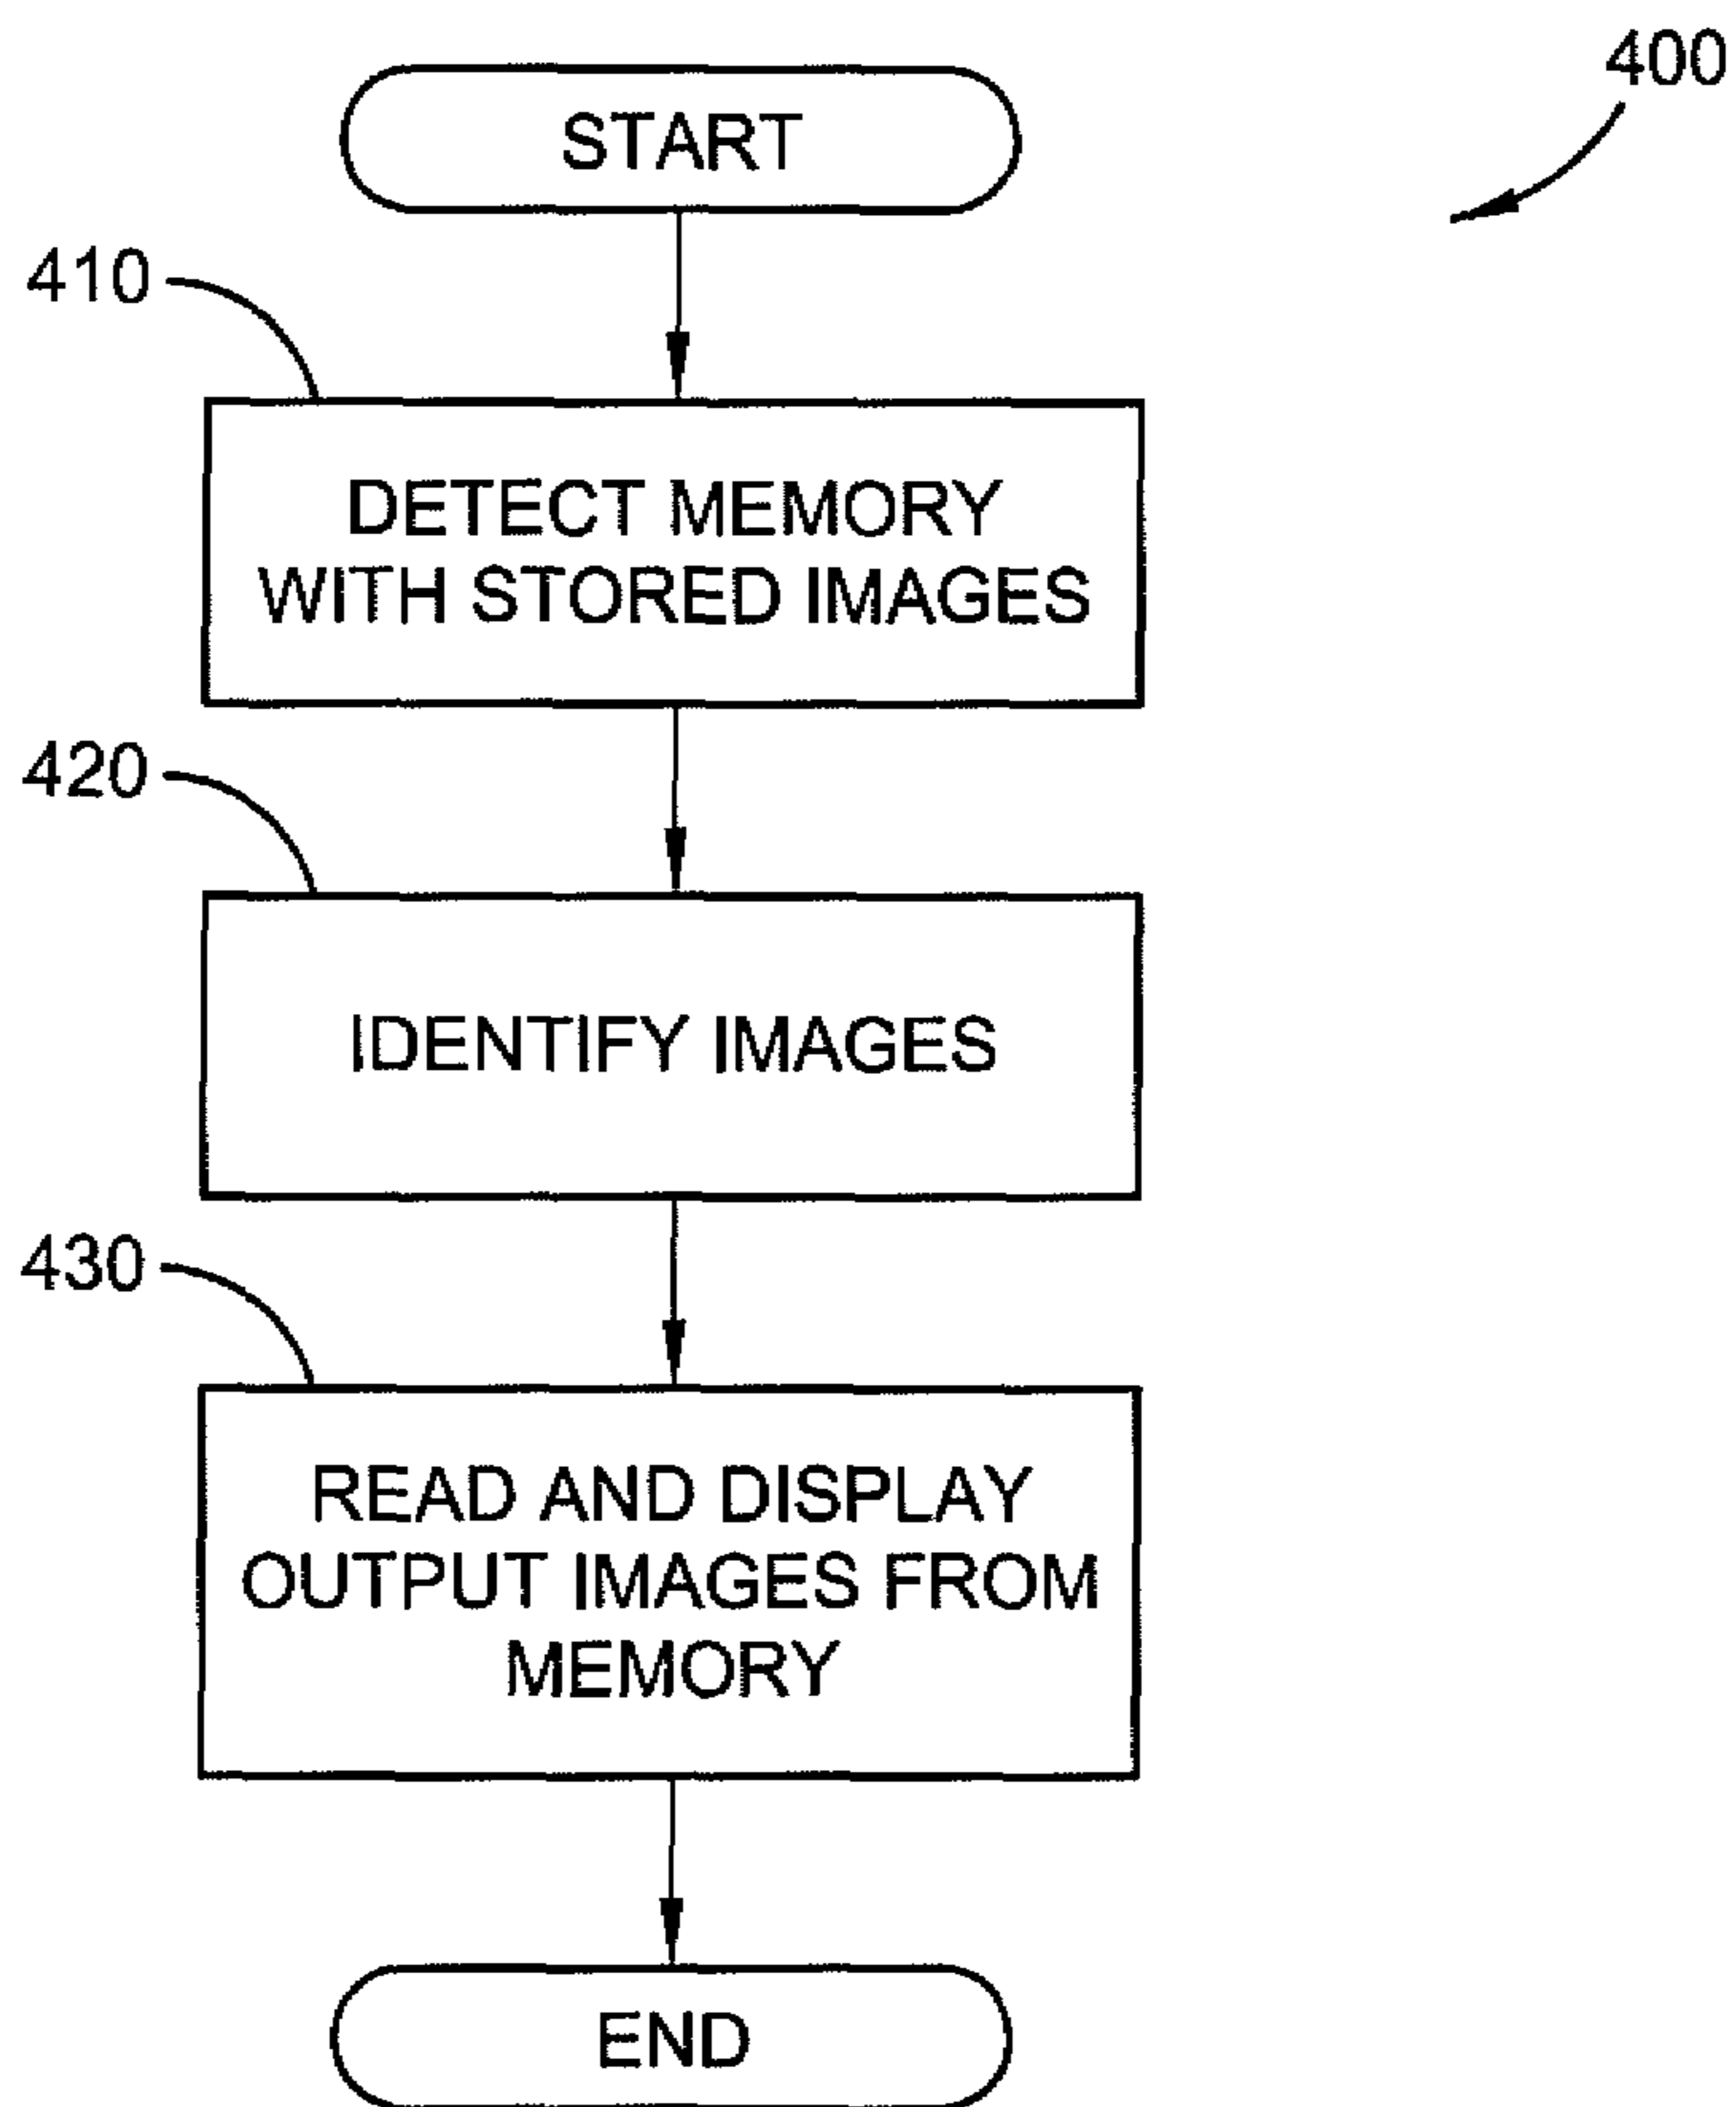 400
START
410
DETECT MEMORY
WITH STORED IMAGES
420
IDENTIFY IMAGES
430
READ AND DISPLAY
OUTPUT IMAGES FROM
MEMORY
END